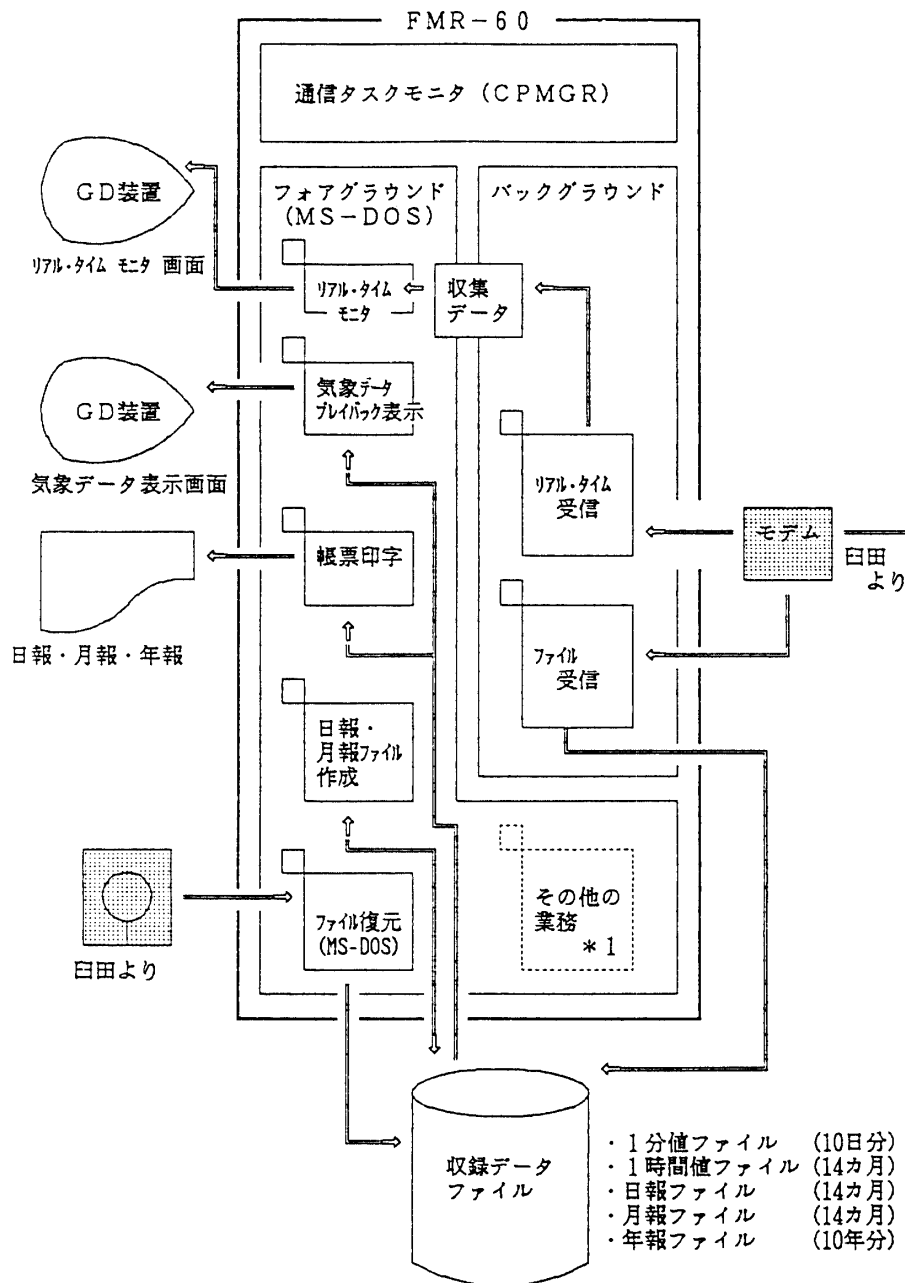 FMR-60
通信タスクモニタ(CPMGR)
GD装置
リアル・タイム モニタ 画面
フォアグラウンド
(MS-DOS)
バックグラウンド
リアル・タイム
モニタ
収集
データ
GD装置
気象データ表示画面
気象データ
プレイバック表示
リアル・タイム
受信
モデム
臼田
より
帳票印字
日報・月報・年報
ファイル
受信
日報・
月報ファイル
作成
臼田より
ファイル復元
(MS-DOS)
その他の
業務
*1
収録データ
ファイル
・1分値ファイル (10日分)
・1時間値ファイル (14カ月)
・日報ファイル (14カ月)
・月報ファイル (14カ月)
・年報ファイル (10年分)